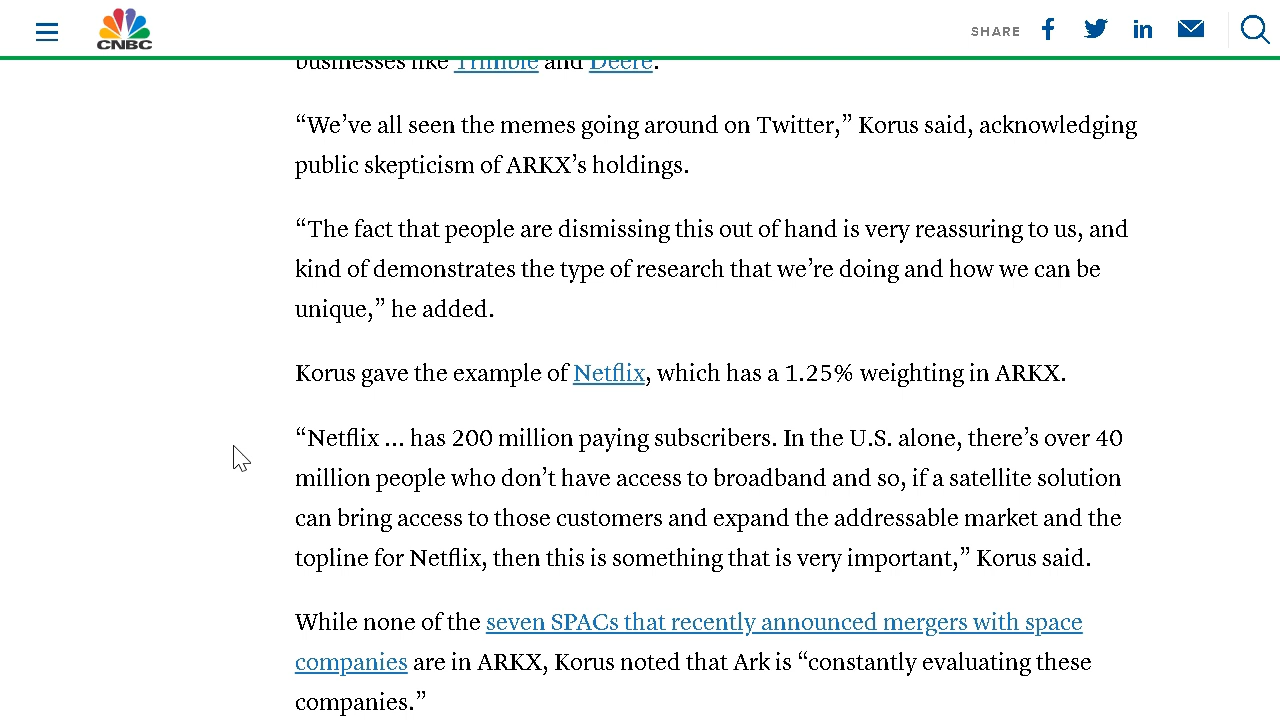 CNBC
SHARE
businesses like Trimble and Deere.
“We’ve all seen the memes going around on Twitter,” Korus said, acknowledging
public skepticism of ARKX’s holdings.
“The fact that people are dismissing this out of hand is very reassuring to us, and
kind of demonstrates the type of research that we’re doing and how we can be
unique,” he added.
Korus gave the example of Netflix, which has a 1.25% weighting in ARKX.
“Netflix ... has 200 million paying subscribers. In the U.S. alone, there’s over 40
million people who don’t have access to broadband and so, if a satellite solution
can bring access to those customers and expand the addressable market and the
topline for Netflix, then this is something that is very important,” Korus said.
While none of the seven SPACs that recently announced mergers with space
companies are in ARKX, Korus noted that Ark is “constantly evaluating these
companies.”